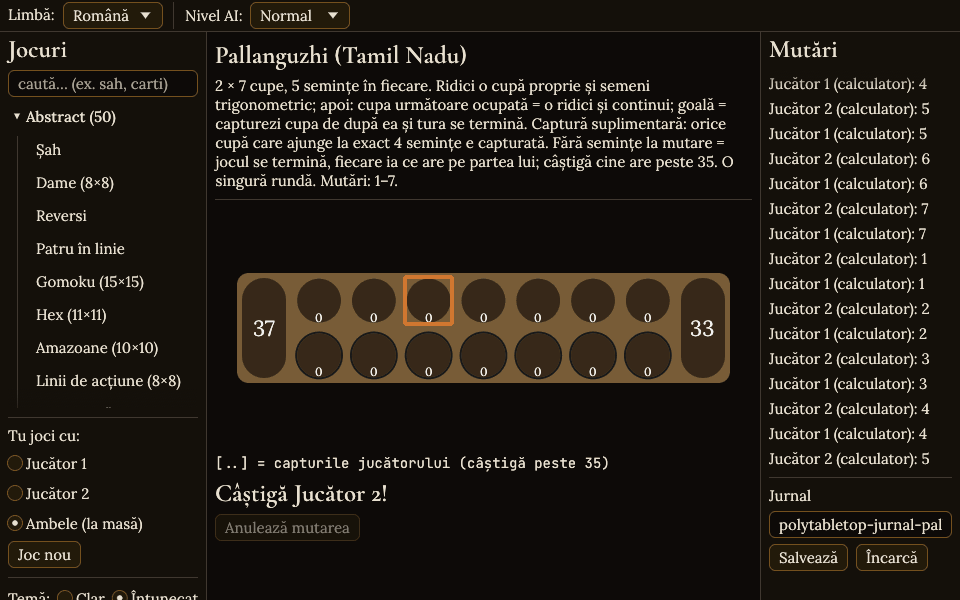 Limbă: Română ▼ Nivel AI: Normal ▼
Jocuri
caută... (ex. sah, carti)
▾ Abstract (50)
Șah
Dame (8×8)
Reversi
Patru în linie
Gomoku (15×15)
Hex (11×11)
Amazoane (10×10)
Linii de acțiune (8×8)
Tu joci cu:
Jucător 1
Jucător 2
Ambele (la masă)
Joc nou
Temă: Clar Întunecat
Pallanguzhi (Tamil Nadu)
2 × 7 cupe, 5 semințe în fiecare. Ridici o cupă proprie și semeni
trigonometric; apoi: cupa următoare ocupată = o ridici și continui; goală =
capturezi cupa de după ea și tura se termină. Captură suplimentară: orice
cupă care ajunge la exact 4 semințe e capturată. Fără semințe la mutare =
jocul se termină, fiecare ia ce are pe partea lui; câștigă cine are peste 35. O
singură rundă. Mutări: 1–7.
0 0 0 0 0 0 0
37 33
0 0 0 0 0 0 0
[..] = capturile jucătorului (câștigă peste 35)
Câștigă Jucător 2!
Anulează mutarea
Mutări
Jucător 1 (calculator): 4
Jucător 2 (calculator): 5
Jucător 1 (calculator): 5
Jucător 2 (calculator): 6
Jucător 1 (calculator): 6
Jucător 2 (calculator): 7
Jucător 1 (calculator): 7
Jucător 2 (calculator): 1
Jucător 1 (calculator): 1
Jucător 2 (calculator): 2
Jucător 1 (calculator): 2
Jucător 2 (calculator): 3
Jucător 1 (calculator): 3
Jucător 2 (calculator): 4
Jucător 1 (calculator): 4
Jucător 2 (calculator): 5
Jurnal
polytabletop-jurnal-pal
Salvează Încarcă